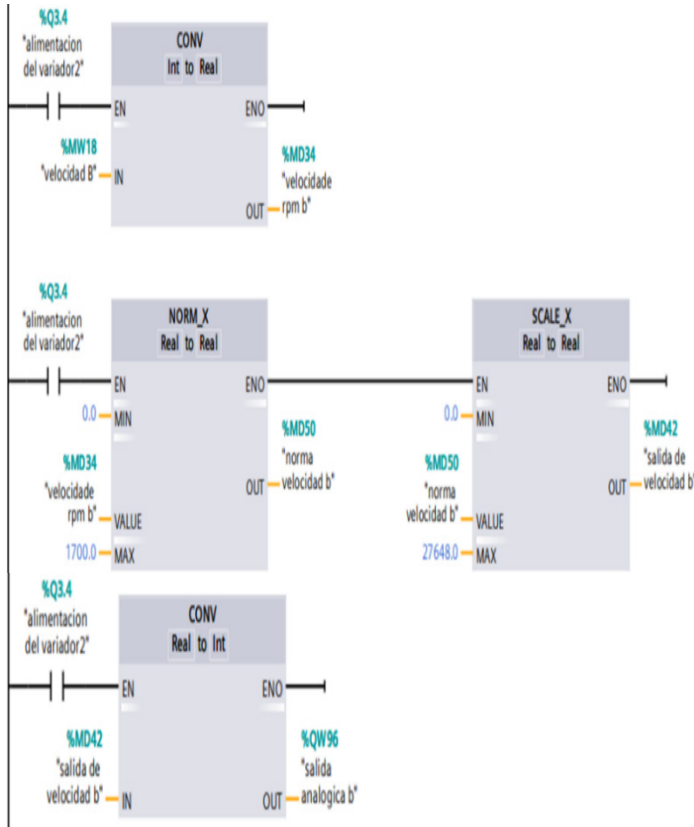 %Q3.4
"alimentacion
del variador2"
CONV
Int to Real
EN
ENO
%MW18
"velocidad B"
IN
%MD34
"velocidade
rpm b"
OUT
%Q3.4
"alimentacion
del variador2"
NORM_X
Real to Real
EN
ENO
0.0
MIN
%MD50
"norma
velocidad b"
OUT
%MD34
"velocidade
rpm b"
VALUE
1700.0
MAX
SCALE_X
Real to Real
EN
ENO
0.0
MIN
%MD42
"salida de
velocidad b"
OUT
%MD50
"norma
velocidad b"
VALUE
27648.0
MAX
%Q3.4
"alimentacion
del variador2"
CONV
Real to Int
EN
ENO
%MD42
"salida de
velocidad b"
IN
%QW96
"salida
analogica b"
OUT